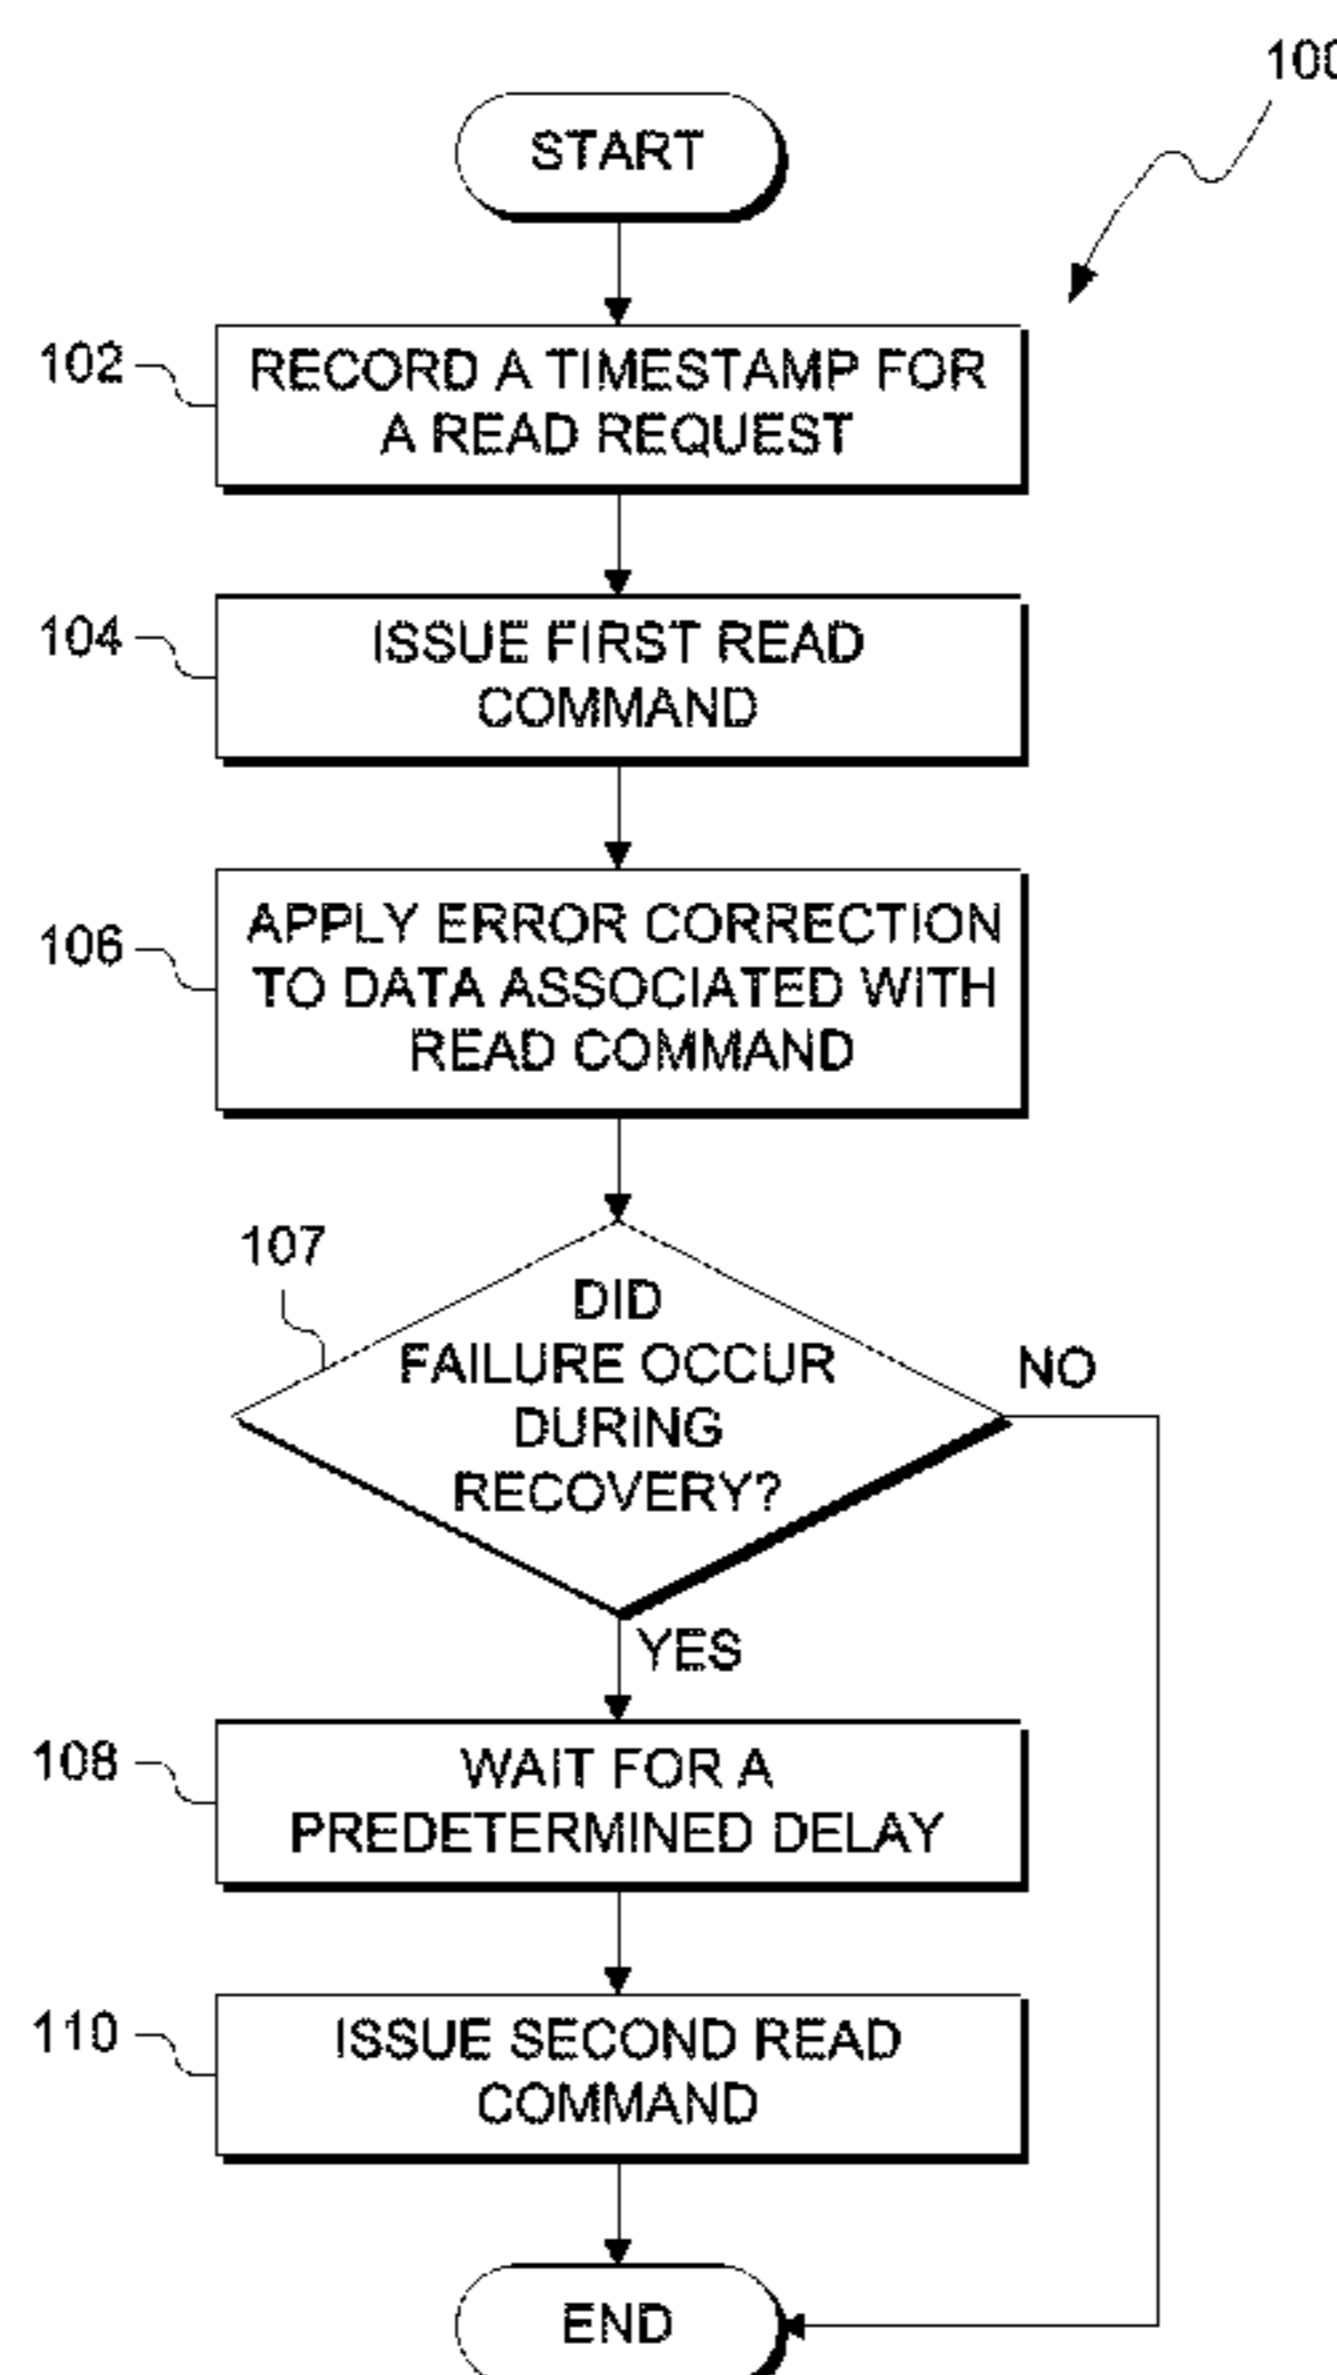 100
START
102
RECORD A TIMESTAMP FOR
A READ REQUEST
104
ISSUE FIRST READ
COMMAND
106
APPLY ERROR CORRECTION
TO DATA ASSOCIATED WITH
READ COMMAND
107
DID
FAILURE OCCUR
DURING
RECOVERY?
NO
YES
108
WAIT FOR A
PREDETERMINED DELAY
110
ISSUE SECOND READ
COMMAND
END